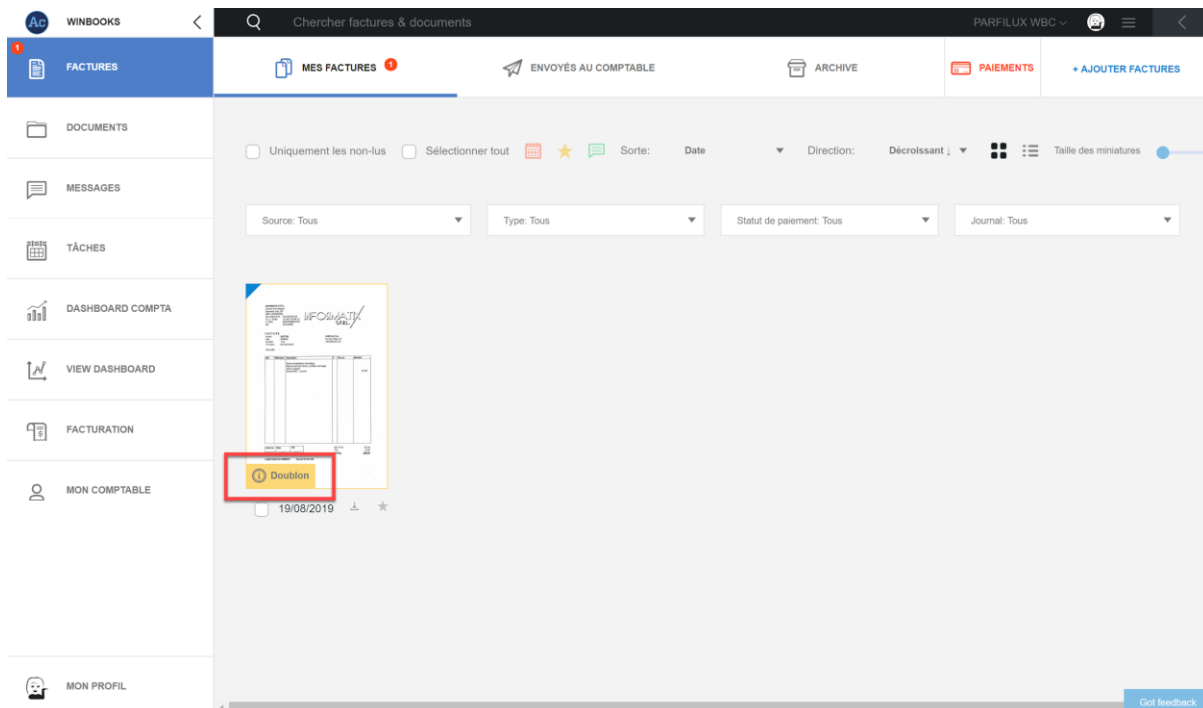 Ac WINBOOKS
Chercher factures & documents
PARFILUX WBC
1
FACTURES
MES FACTURES 1
ENVOYÉS AU COMPTABLE
ARCHIVE
PAIEMENTS
+ AJOUTER FACTURES
DOCUMENTS
MESSAGES
TÂCHES
DASHBOARD COMPTA
VIEW DASHBOARD
FACTURATION
MON COMPTABLE
MON PROFIL
Uniquement les non-lus Sélectionner tout Sorte: Date Direction: Décroissant ↓ Taille des miniatures
Source: Tous Type: Tous Statut de paiement: Tous Journal: Tous
INFORMATIX
SPRL
FACTURE
Doublon
19/08/2019
Got feedback